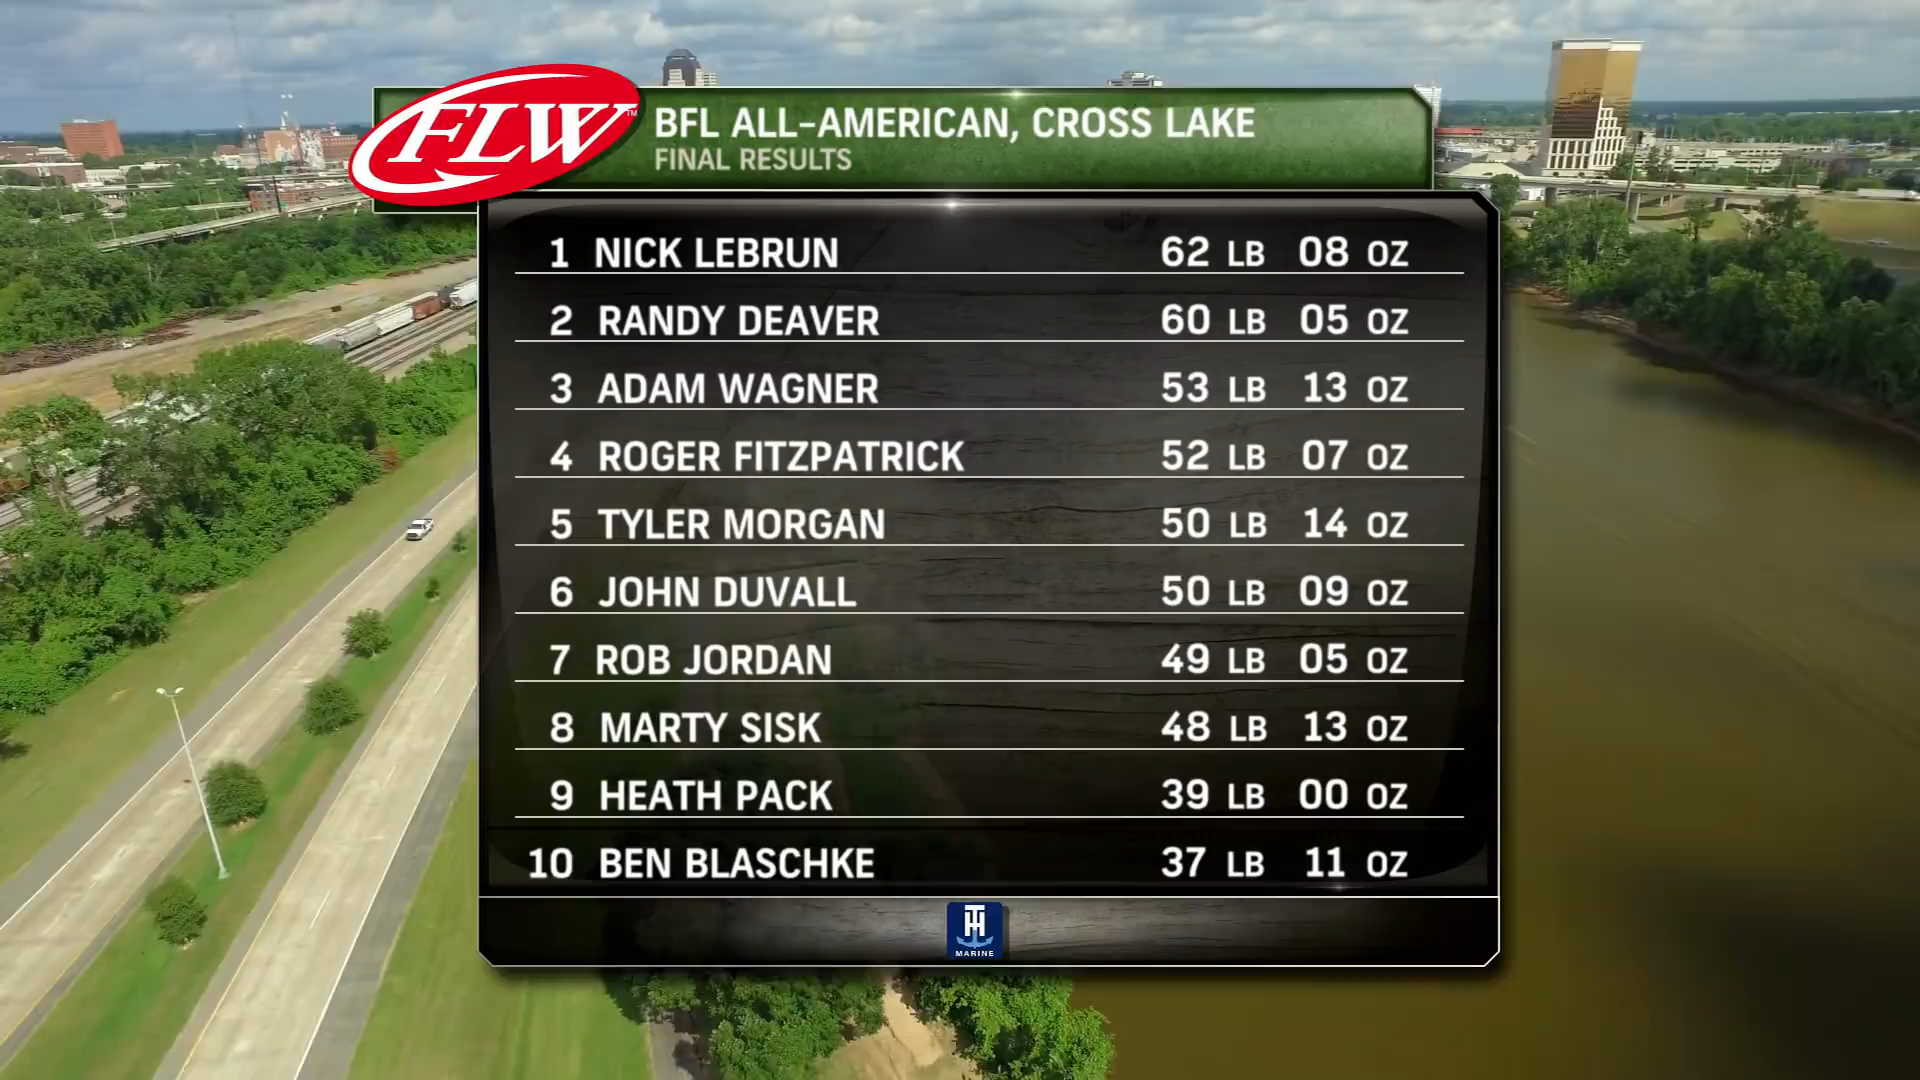 FLW™
BFL ALL-AMERICAN, CROSS LAKE
FINAL RESULTS
1 NICK LEBRUN 62 LB 08 OZ
2 RANDY DEAVER 60 LB 05 OZ
3 ADAM WAGNER 53 LB 13 OZ
4 ROGER FITZPATRICK 52 LB 07 OZ
5 TYLER MORGAN 50 LB 14 OZ
6 JOHN DUVALL 50 LB 09 OZ
7 ROB JORDAN 49 LB 05 OZ
8 MARTY SISK 48 LB 13 OZ
9 HEATH PACK 39 LB 00 OZ
10 BEN BLASCHKE 37 LB 11 OZ
TH
MARINE